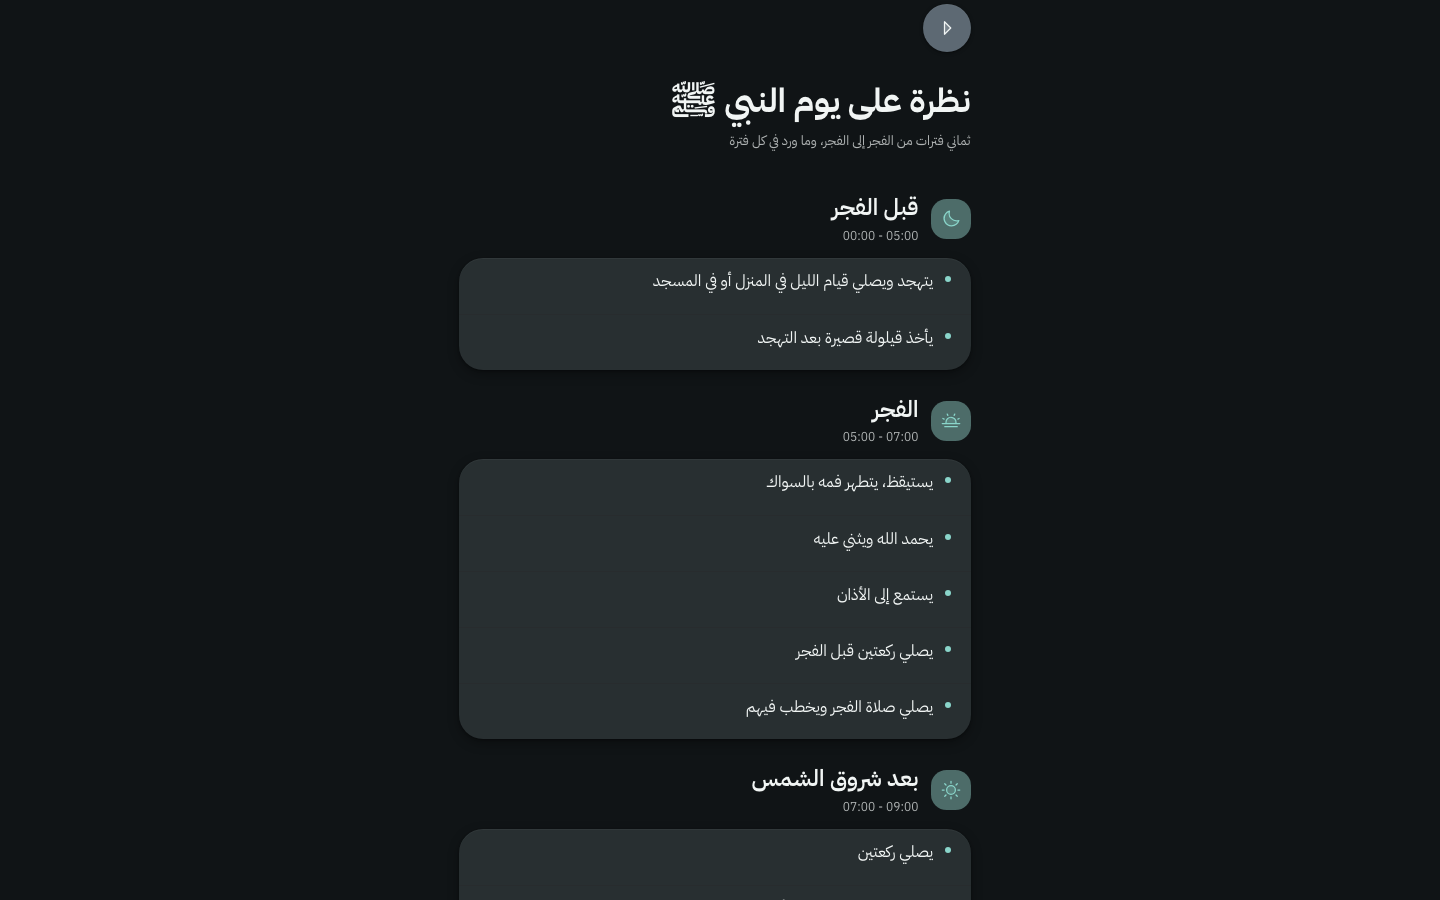 نظرة على يوم النبي ﷺ
ثماني فترات من الفجر إلى الفجر، وما ورد في كل فترة
قبل الفجر
00:00 - 05:00
يتهجد ويصلي قيام الليل في المنزل أو في المسجد
يأخذ قيلولة قصيرة بعد التهجد
الفجر
05:00 - 07:00
يستيقظ، يتطهر فمه بالسواك
يحمد الله ويثني عليه
يستمع إلى الأذان
يصلي ركعتين قبل الفجر
يصلي صلاة الفجر ويخطب فيهم
بعد شروق الشمس
07:00 - 09:00
يصلي ركعتين